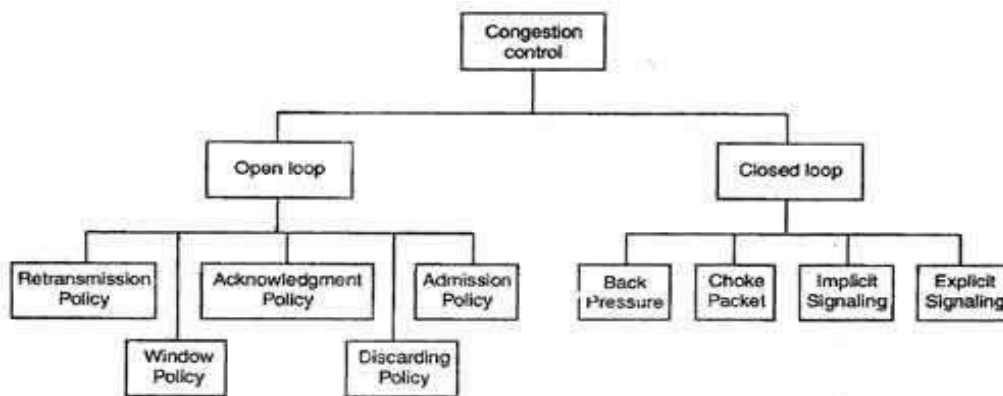 Congestion
control
Open loop
Closed loop
Retransmission
Policy
Acknowledgment
Policy
Admission
Policy
Back
Pressure
Choke
Packet
Implicit
Signaling
Explicit
Signaling
Window
Policy
Discarding
Policy